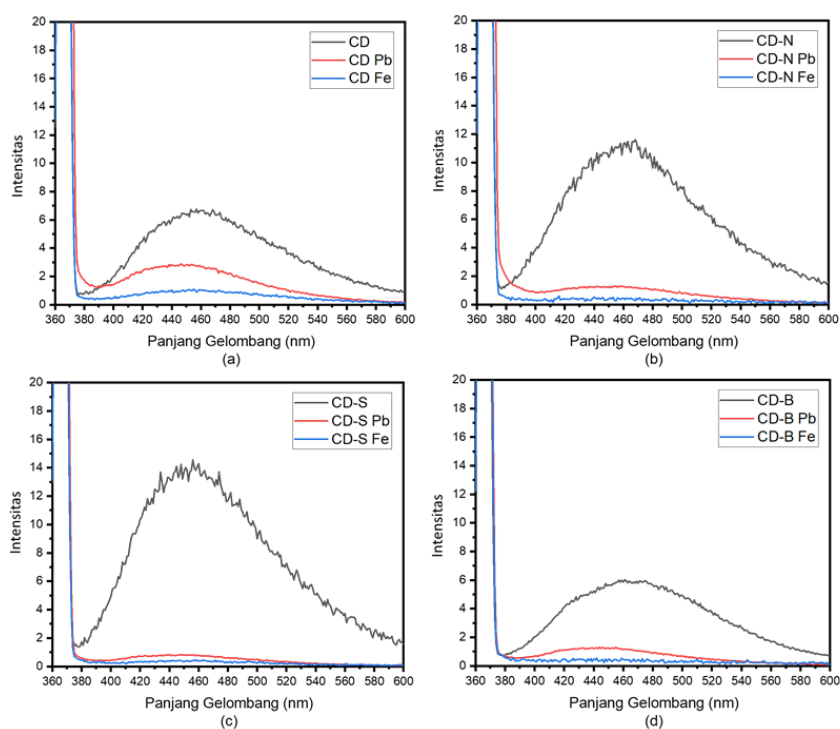 20
18
16
14
12
10
8
6
4
2
0
Intensitas
CD
CD Pb
CD Fe
360 380 400 420 440 460 480 500 520 540 560 580 600
Panjang Gelombang (nm)
(a)
20
18
16
14
12
10
8
6
4
2
0
Intensitas
CD-N
CD-N Pb
CD-N Fe
360 380 400 420 440 460 480 500 520 540 560 580 600
Panjang Gelombang (nm)
(b)
20
18
16
14
12
10
8
6
4
2
0
Intensitas
CD-S
CD-S Pb
CD-S Fe
360 380 400 420 440 460 480 500 520 540 560 580 600
Panjang Gelombang (nm)
(c)
20
18
16
14
12
10
8
6
4
2
0
Intensitas
CD-B
CD-B Pb
CD-B Fe
360 380 400 420 440 460 480 500 520 540 560 580 600
Panjang Gelombang (nm)
(d)